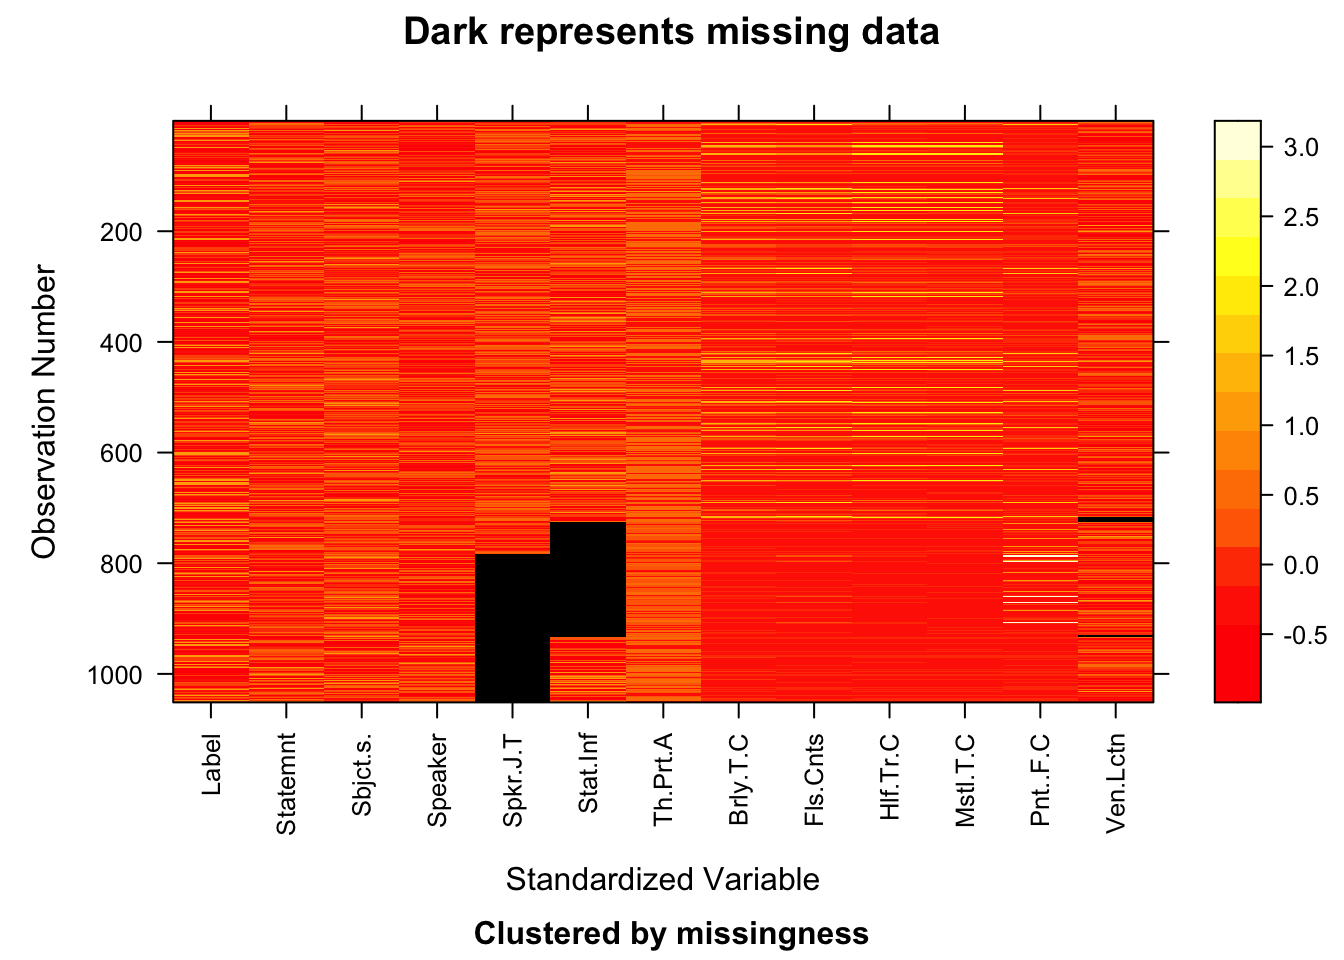 Dark represents missing data
Observation Number
200
400
600
800
1000
3.0
2.5
2.0
1.5
1.0
0.5
0.0
-0.5
Label
Statemnt
Sbjct.s.
Speaker
Spkr.J.T
Stat.Inf
Th.Prt.A
Brly.T.C
Fls.Cnts
Hlf.Tr.C
Mstl.T.C
Pnt..F.C
Ven.Lctn
Standardized Variable
Clustered by missingness